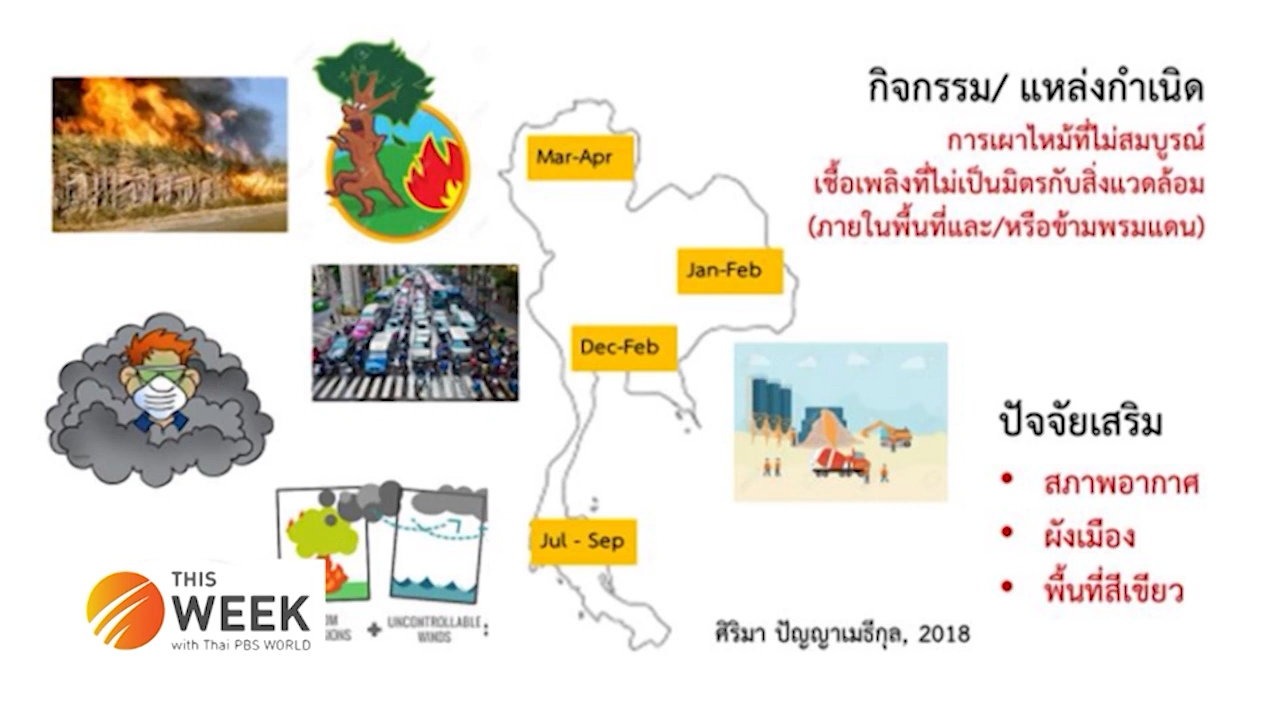 กิจกรรม/ แหล่งกำเนิด
การเผาไหม้ที่ไม่สมบูรณ์
เชื้อเพลิงที่ไม่เป็นมิตรกับสิ่งแวดล้อม
(ภายในพื้นที่และ/หรือข้ามพรมแดน)
Mar-Apr
Jan-Feb
Dec-Feb
Jul - Sep
ปัจจัยเสริม
• สภาพอากาศ
• ผังเมือง
• พื้นที่สีเขียว
UNCONTROLLABLE
WINDS
ศิริมา ปัญญาเมธีกุล, 2018
THIS
WEEK
with Thai PBS WORLD